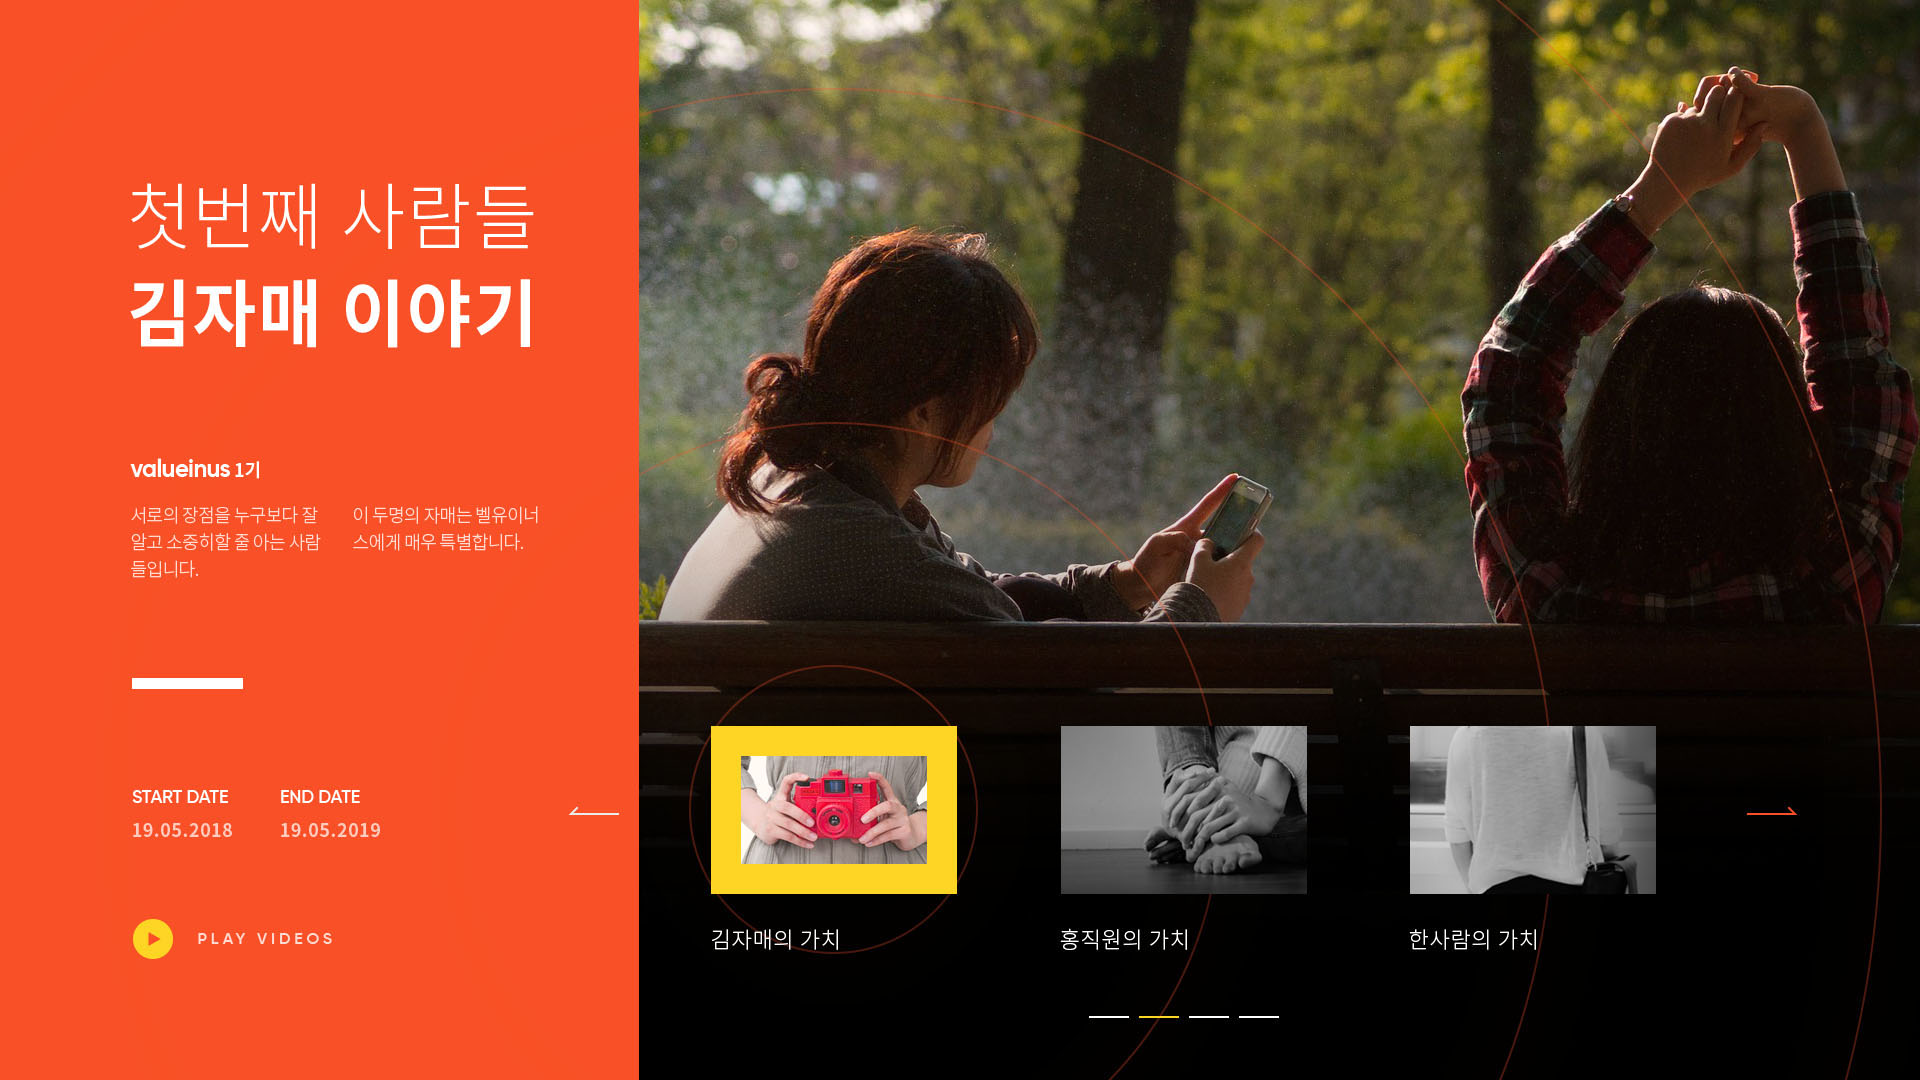 첫번째 사람들
김자매 이야기
valueinus 1기
서로의 장점을 누구보다 잘
알고 소중히할 줄 아는 사람
들입니다.
이 두명의 자매는 벨유이너
스에게 매우 특별합니다.
START DATE
19.05.2018
END DATE
19.05.2019
PLAY VIDEOS
김자매의 가치
홍직원의 가치
한사람의 가치